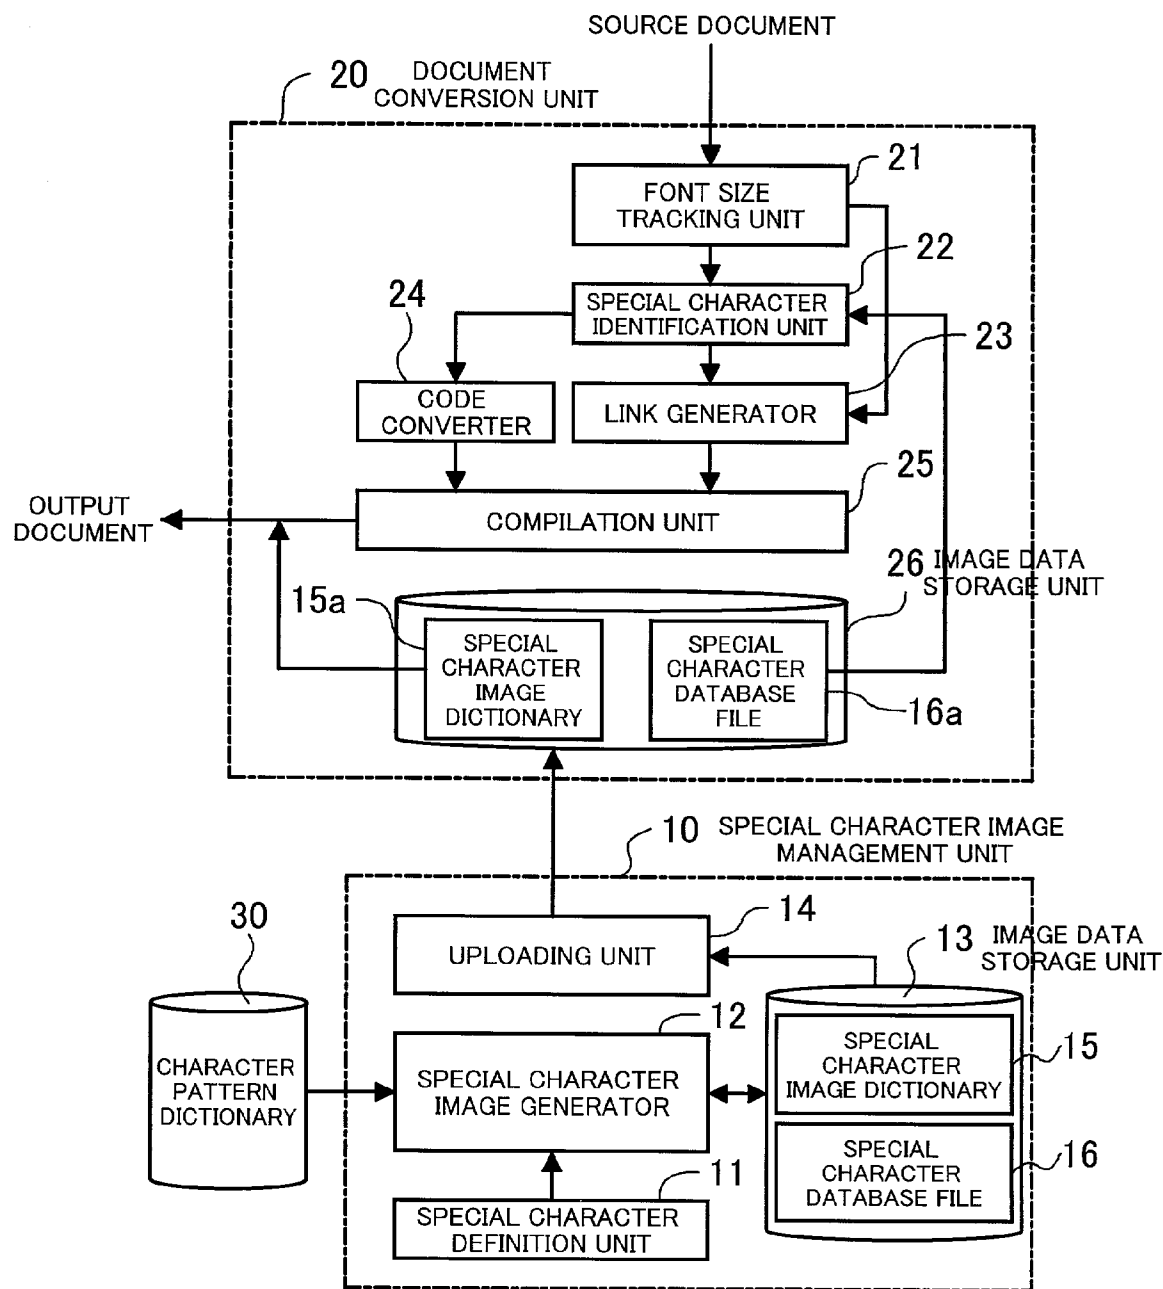 SOURCE DOCUMENT
20 DOCUMENT
CONVERSION UNIT
21
FONT SIZE
TRACKING UNIT
22
SPECIAL CHARACTER
IDENTIFICATION UNIT
24
23
CODE
CONVERTER
LINK GENERATOR
25
OUTPUT
DOCUMENT
COMPILATION UNIT
26 IMAGE DATA
STORAGE UNIT
15a
SPECIAL
CHARACTER
IMAGE
DICTIONARY
SPECIAL
CHARACTER
DATABASE
FILE
16a
10 SPECIAL CHARACTER IMAGE
MANAGEMENT UNIT
14
UPLOADING UNIT
13 IMAGE DATA
STORAGE UNIT
30
CHARACTER
PATTERN
DICTIONARY
12
SPECIAL CHARACTER
IMAGE GENERATOR
SPECIAL
CHARACTER
IMAGE DICTIONARY
15
SPECIAL
CHARACTER
DATABASE FILE
16
11
SPECIAL CHARACTER
DEFINITION UNIT